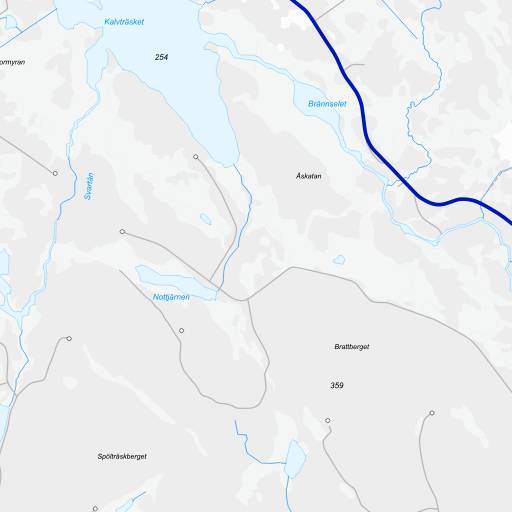 Kalvträsket
254
ormyran
Brännselet
Svartån
Åskatan
Nottjärnen
Brattberget
359
Spölträskberget